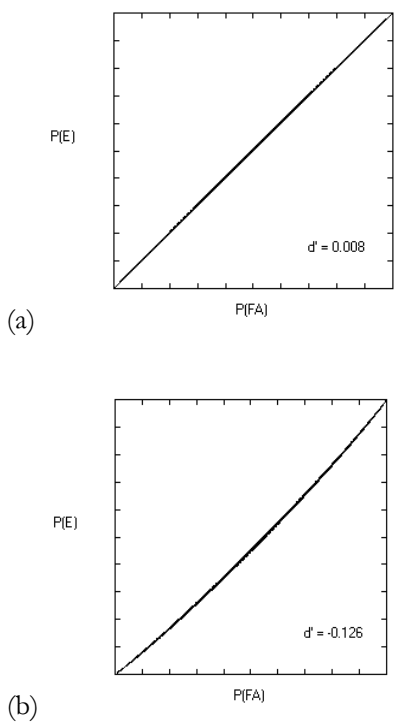 P(E)
d' = 0.008
P(FA)
(a)
P(E)
d' = -0.126
P(FA)
(b)